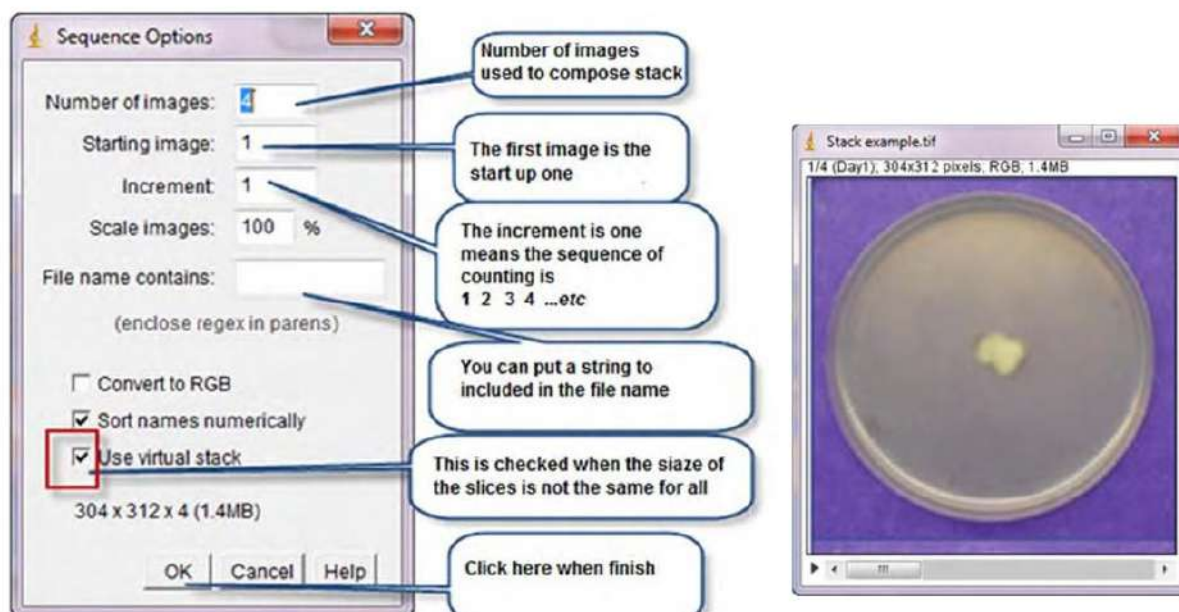 Sequence Options
Number of images: 4
Starting image: 1
Increment: 1
Scale images: 100 %
File name contains:
(enclose regex in parens)
Convert to RGB
Sort names numerically
Use virtual stack
304 x 312 x 4 (1.4MB)
OK Cancel Help
Number of images
used to compose stack
The first image is the
start up one
The increment is one
means the sequence of
counting is
1 2 3 4 ...etc
You can put a string to
included in the file name
This is checked when the siaze of
the slices is not the same for all
Click here when finish
Stack example.tif
1/4 (Day1); 304x312 pixels; RGB; 1.4MB